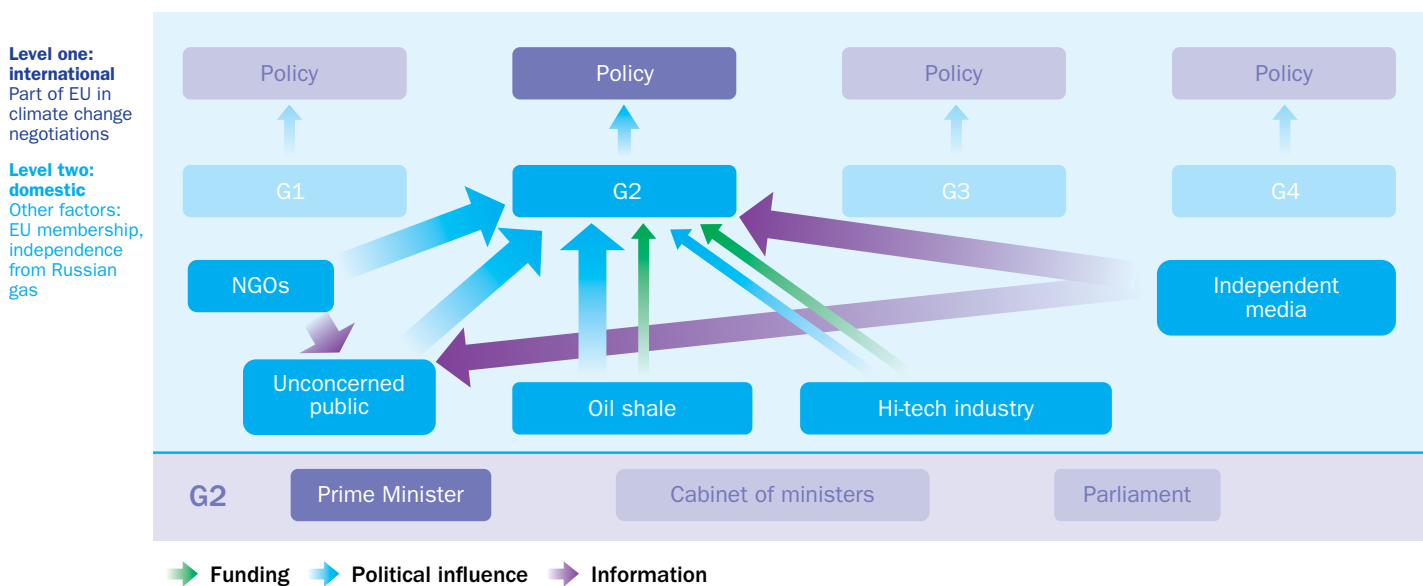 Level one:
international
Part of EU in
climate change
negotiations
Level two:
domestic
Other factors:
EU membership,
independence
from Russian
gas
Policy
Policy
Policy
Policy
G1
G2
G3
G4
NGOs
Independent
media
Unconcerned
public
Oil shale
Hi-tech industry
G2
Prime Minister
Cabinet of ministers
Parliament
Funding
Political influence
Information